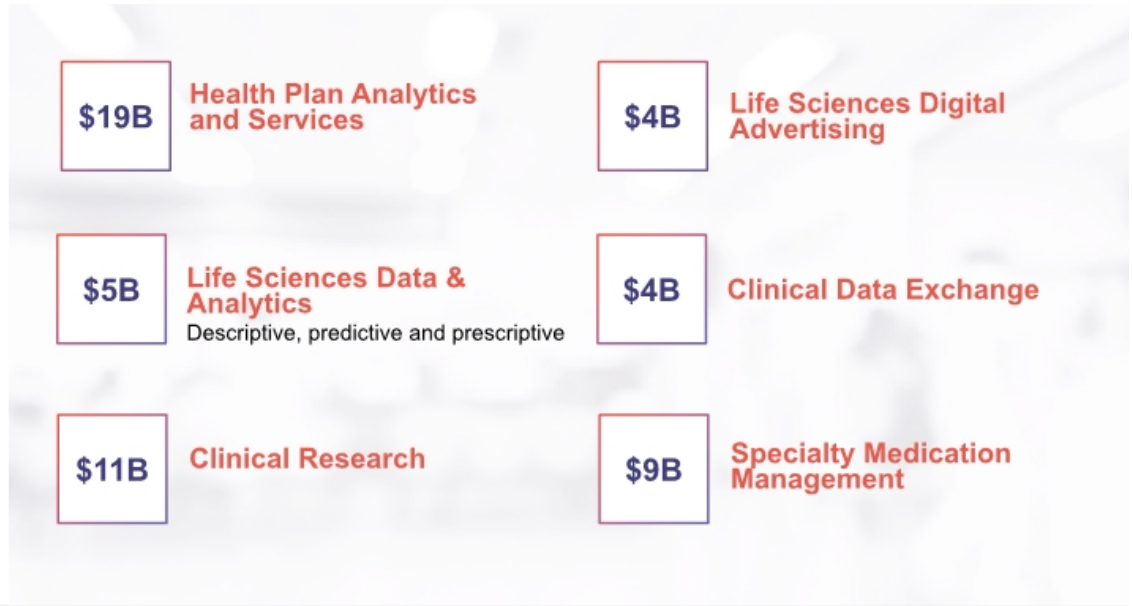 $19B
Health Plan Analytics
and Services
$4B
Life Sciences Digital
Advertising
$5B
Life Sciences Data &
Analytics
Descriptive, predictive and prescriptive
$4B
Clinical Data Exchange
$11B
Clinical Research
$9B
Specialty Medication
Management